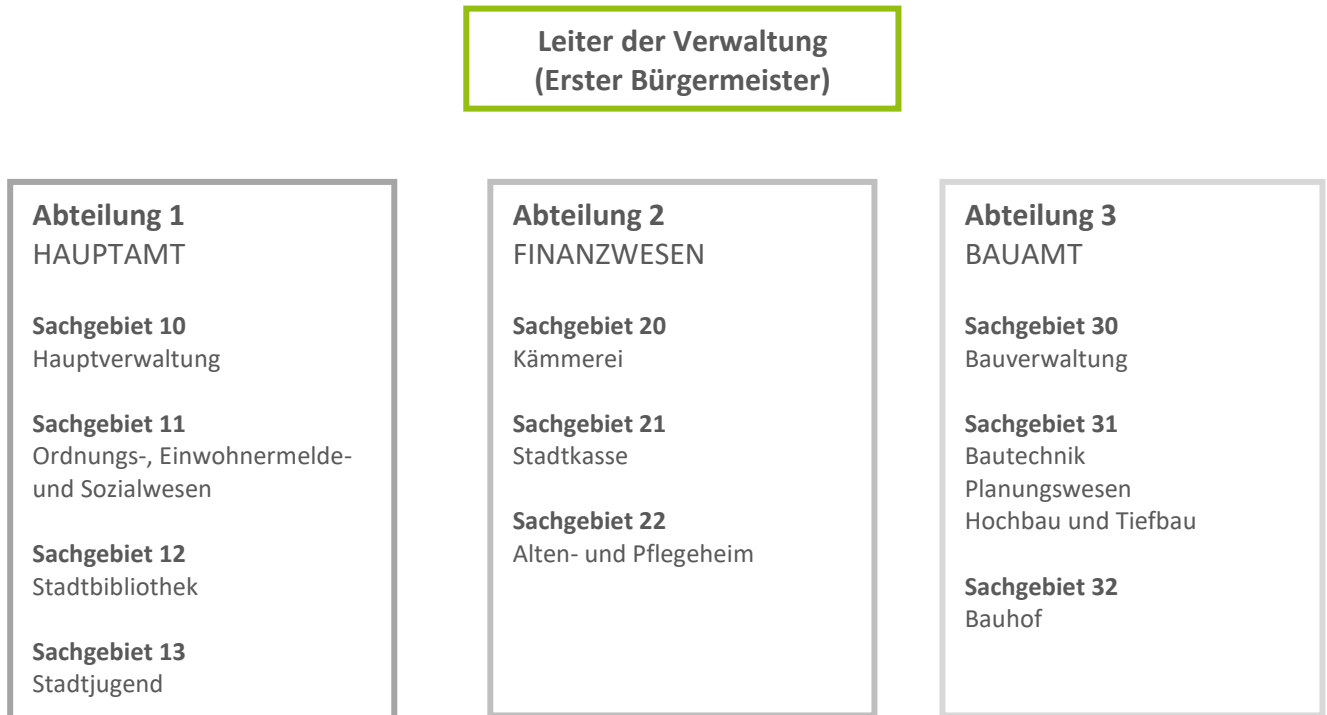 Leiter der Verwaltung
(Erster Bürgermeister)
Abteilung 1
HAUPTAMT
Sachgebiet 10
Hauptverwaltung
Sachgebiet 11
Ordnungs-, Einwohnermelde-
und Sozialwesen
Sachgebiet 12
Stadtbibliothek
Sachgebiet 13
Stadtjugend
Abteilung 2
FINANZWESEN
Sachgebiet 20
Kämmerei
Sachgebiet 21
Stadtkasse
Sachgebiet 22
Alten- und Pflegeheim
Abteilung 3
BAUAMT
Sachgebiet 30
Bauverwaltung
Sachgebiet 31
Bautechnik
Planungswesen
Hochbau und Tiefbau
Sachgebiet 32
Bauhof